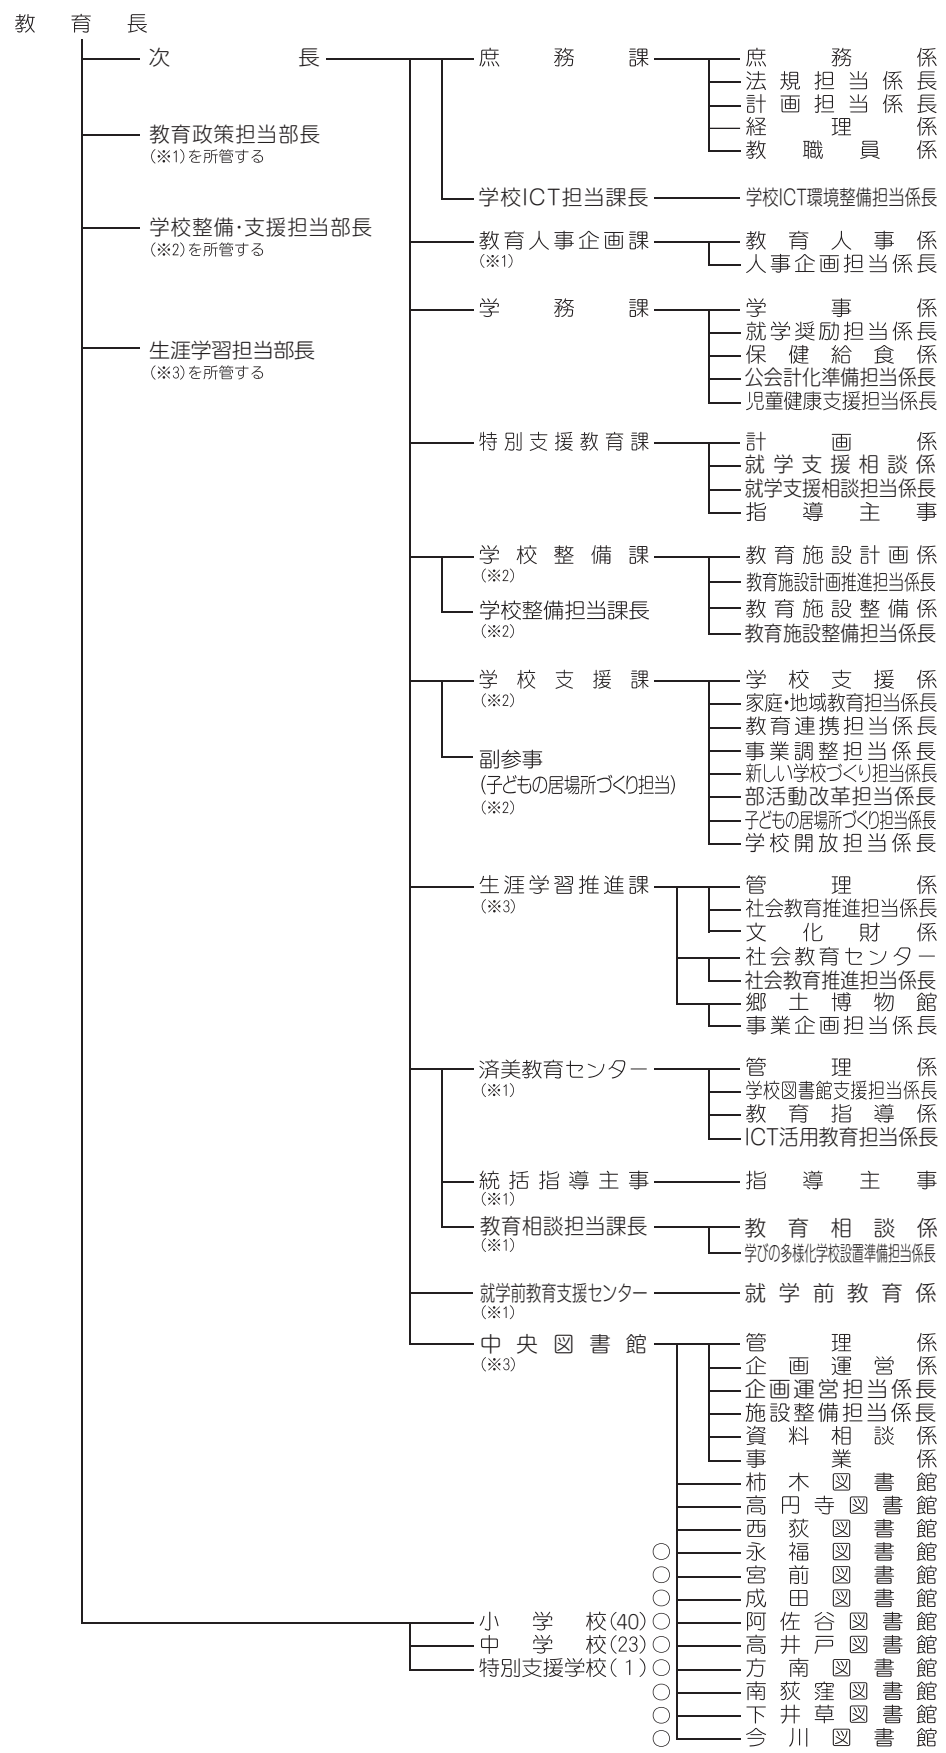 教育長
次長
教育政策担当部長
(※1)を所管する
学校整備・支援担当部長
(※2)を所管する
生涯学習担当部長
(※3)を所管する
庶務課
庶務係
法規担当係長
計画担当係長
経理係
教職員係
学校ICT担当課長
学校ICT環境整備担当係長
教育人事企画課
(※1)
教育人事係
人事企画担当係長
学務課
学事係
就学奨励担当係長
保健給食係
公会計化準備担当係長
児童健康支援担当係長
特別支援教育課
計画係
就学支援相談係
就学支援相談担当係長
指導主事
学校整備課
(※2)
学校整備担当課長
(※2)
教育施設計画係
教育施設計画推進担当係長
教育施設整備係
教育施設整備担当係長
学校支援課
(※2)
副参事
(子どもの居場所づくり担当)
(※2)
学校支援係
家庭・地域教育担当係長
教育連携担当係長
事業調整担当係長
新しい学校づくり担当係長
部活動改革担当係長
子どもの居場所づくり担当係長
学校開放担当係長
生涯学習推進課
(※3)
管理係
社会教育推進担当係長
文化財係
社会教育センター
社会教育推進担当係長
郷土博物館
事業企画担当係長
済美教育センター
(※1)
管理係
学校図書館支援担当係長
教育指導係
ICT活用教育担当係長
統括指導主事
(※1)
指導主事
教育相談担当課長
(※1)
教育相談係
学びの多様化学校設置準備担当係長
就学前教育支援センター
(※1)
就学前教育係
中央図書館
(※3)
管理係
企画運営係
企画運営担当係長
施設整備担当係長
資料相談係
事業係
柿木図書館
高円寺図書館
西荻図書館
○永福図書館
○宮前図書館
○成田図書館
小学校(40)
○阿佐谷図書館
中学校(23)
○高井戸図書館
特別支援学校(1)
○方南図書館
○南荻窪図書館
○下井草図書館
○今川図書館